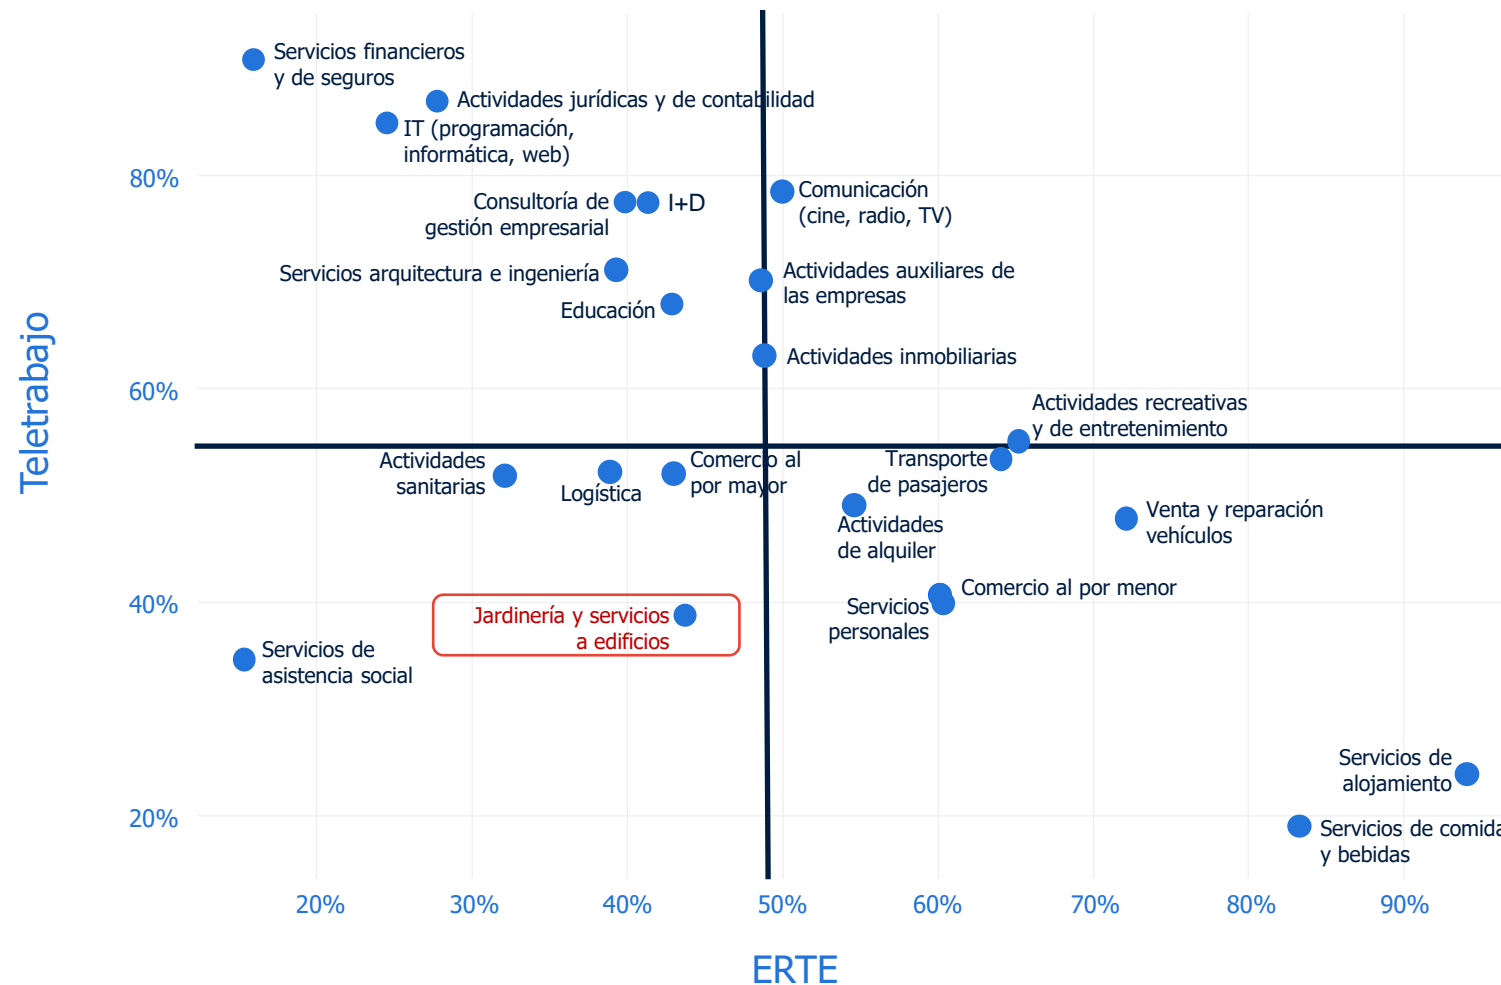 Servicios financieros
y de seguros
Actividades jurídicas y de contabilidad
IT (programación,
informática, web)
80%
Consultoría de
gestión empresarial
I+D
Comunicación
(cine, radio, TV)
Servicios arquitectura e ingeniería
Actividades auxiliares de
las empresas
Educación
Actividades inmobiliarias
Teletrabajo
60%
Actividades recreativas
y de entretenimiento
Actividades
sanitarias
Logística
Comercio al
por mayor
Transporte
de pasajeros
Actividades
de alquiler
Venta y reparación
vehículos
40%
Jardinería y servicios
a edificios
Comercio al por menor
Servicios
personales
Servicios de
asistencia social
Servicios de
alojamiento
20%
Servicios de comida
y bebidas
20%
30%
40%
50%
60%
70%
80%
90%
ERTE